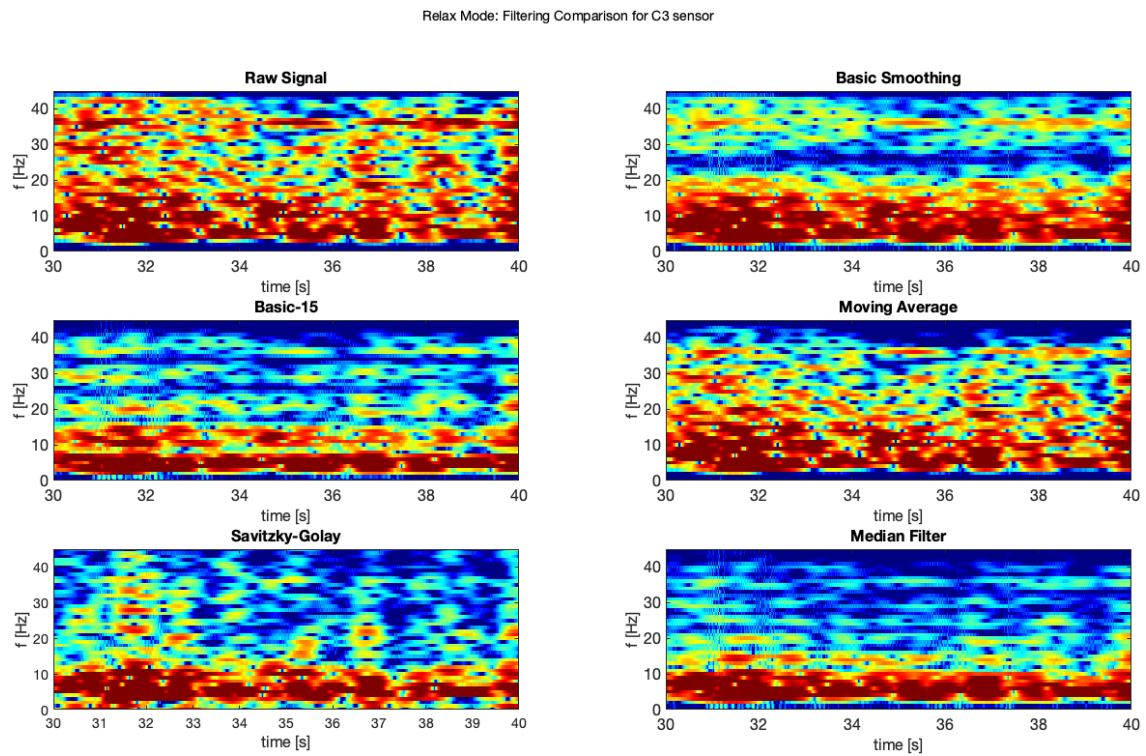 Relax Mode: Filtering Comparison for C3 sensor
Raw Signal
f [Hz]
40
30
20
10
0
30 32 34 36 38 40
time [s]
Basic Smoothing
f [Hz]
40
30
20
10
0
30 32 34 36 38 40
time [s]
Basic-15
f [Hz]
40
30
20
10
0
30 32 34 36 38 40
time [s]
Moving Average
f [Hz]
40
30
20
10
0
30 32 34 36 38 40
time [s]
Savitzky-Golay
f [Hz]
40
30
20
10
0
30 31 32 33 34 35 36 37 38 39 40
time [s]
Median Filter
f [Hz]
40
30
20
10
0
30 32 34 36 38 40
time [s]